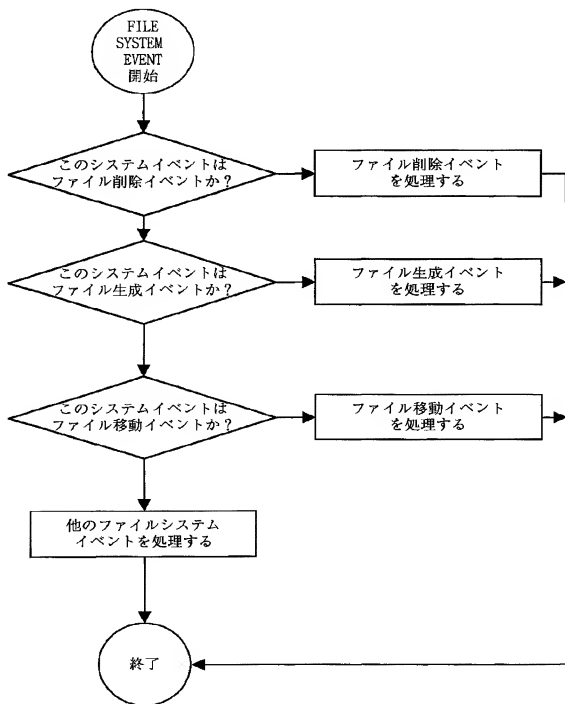 FILE
SYSTEM
EVENT
開始
このシステムイベントは
ファイル削除イベントか？
ファイル削除イベント
を処理する
このシステムイベントは
ファイル生成イベントか？
ファイル生成イベント
を処理する
このシステムイベントは
ファイル移動イベントか？
ファイル移動イベント
を処理する
他のファイルシステム
イベントを処理する
終了